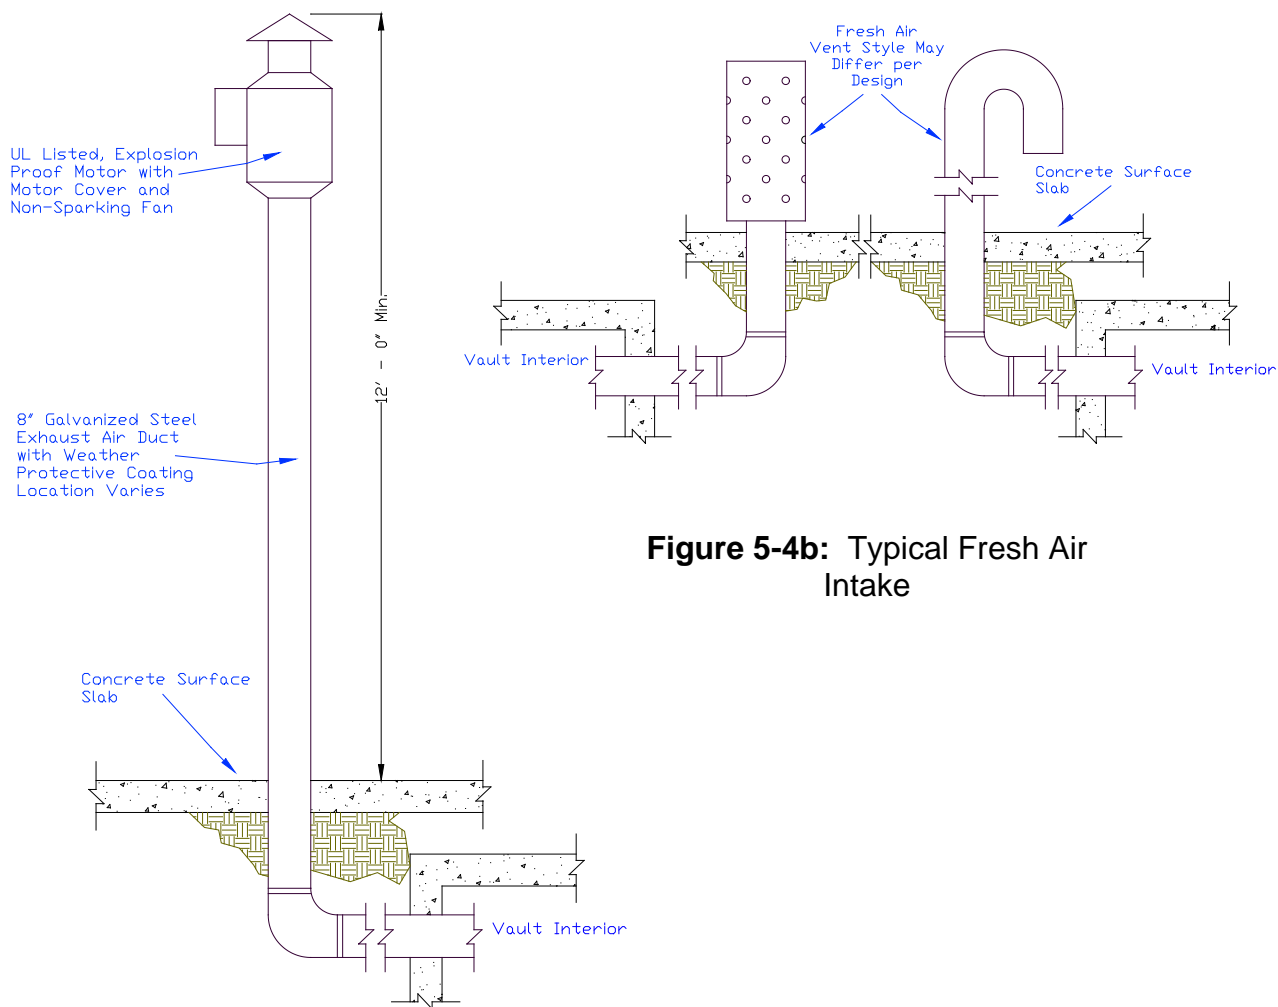 UL Listed, Explosion
Proof Motor with
Motor Cover and
Non-Sparking Fan
12' - 0" Min.
8" Galvanized Steel
Exhaust Air Duct
with Weather
Protective Coating
Location Varies
Concrete Surface
Slab
Vault Interior
Fresh Air
Vent Style May
Differ per
Design
Concrete Surface
Slab
Vault Interior
Vault Interior
Figure 5-4b: Typical Fresh Air
Intake